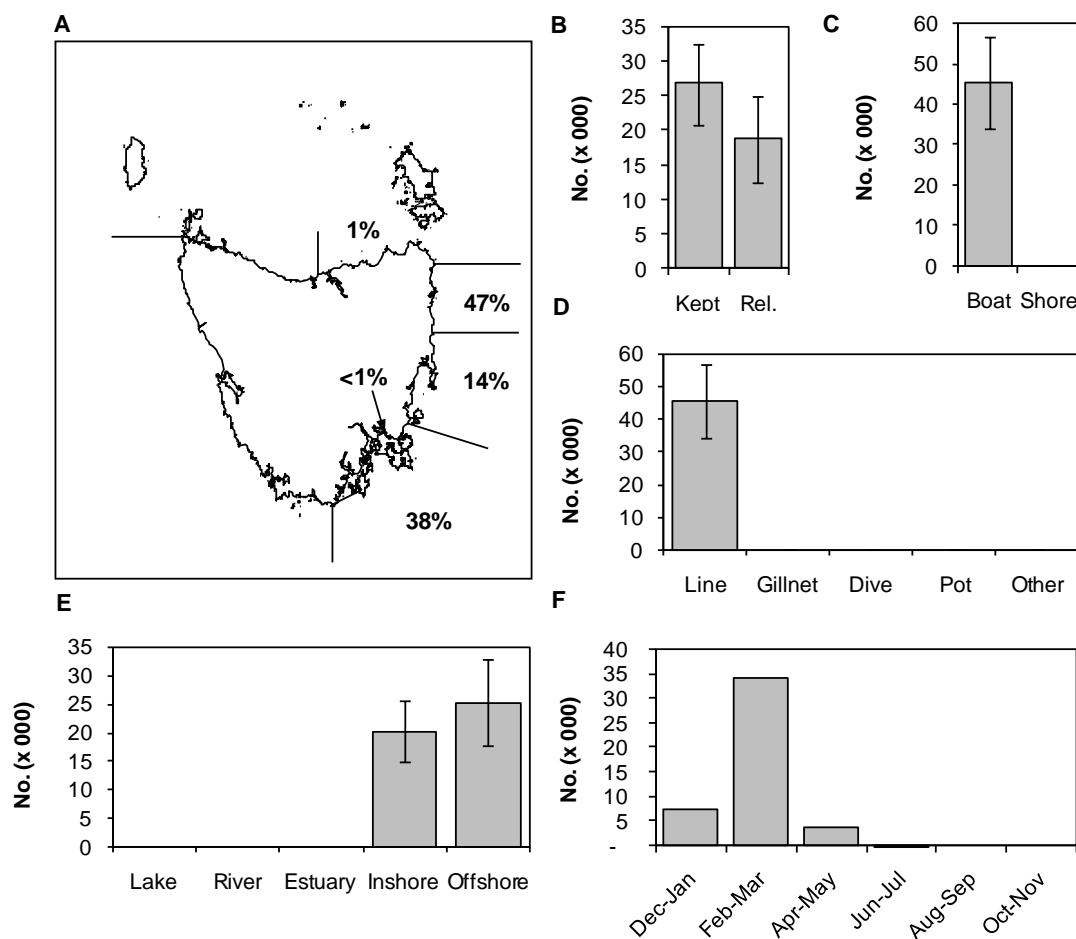 A
1%
47%
14%
<1%
38%
B
No. (x 000)
35
30
25
20
15
10
5
0
Kept Rel.
C
No. (x 000)
60
50
40
30
20
10
0
Boat Shore
D
No. (x 000)
60
50
40
30
20
10
0
Line Gillnet Dive Pot Other
E
No. (x 000)
35
30
25
20
15
10
5
0
Lake River Estuary Inshore Offshore
F
No. (x 000)
40
35
30
25
20
15
10
5
-
Dec-Jan
Feb-Mar
Apr-May
Jun-Jul
Aug-Sep
Oct-Nov